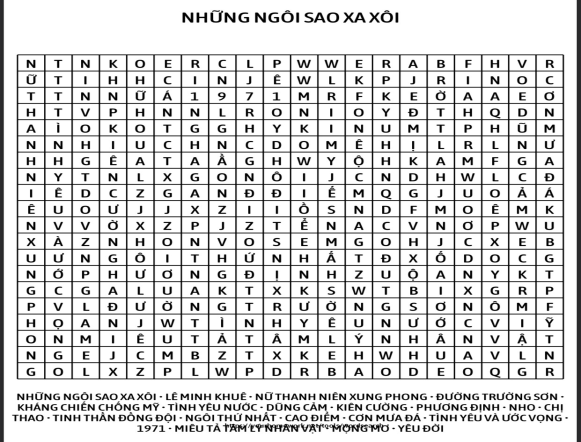 NHỮNG NGÔI SAO XA XÔI
N T N K O E R C L P W W E R A B F H V R
Ữ T I H H C I N J Ê W L K P J R I N O C
T T N N Ữ Á 1 9 7 1 M R F K E Ờ A A E Ơ
H T V P H N N L R O N I O Y Đ T H Q D N
A Ì O K O T G G H Y K I N U M T P H Ũ M
N N H I U C H N C D O M Ê H Ị L R L N Ư
H H G Ê A T A Ầ G H W Y Ộ H K A M F G A
N Y T N L X G O N Ô I J C N D H W L C Đ
I Ê D C Z G A N Đ Đ I Ế M Q G J U O Ả Á
Ê U O Ư J J X Z I I Ồ S N D F M O Ê M K
N V V Ờ X Z P J Z T Ể N A C V N Ơ P W U
X À Z N H O N V O S E M G O H J C X E B
U Ư N G Ô I T H Ứ N H Ấ T Đ X Ố D O C G
N Ớ P H Ư Ơ N G Đ Ị N H Z U Ộ A N Y K T
G C G A L U A K T X K S W T B I X G R P
P V L Đ Ư Ờ N G T R Ư Ờ N G S Ơ N Ô M F
H Ọ A N J W T Ì N H Y Ê U N Ư Ớ C V I Ỹ
O N M I Ê U T Ả T Â M L Ý N H Â N V Ậ T
N G E J C M B Z T X K E H W H U A V L N
G O L X Z P L W P D R B A O D E O Q G R
NHỮNG NGÔI SAO XA XÔI · LÊ MINH KHUÊ · NỮ THANH NIÊN XUNG PHONG · ĐƯỜNG TRƯỜNG SƠN ·
KHÁNG CHIẾN CHỐNG MỸ · TÌNH YÊU NƯỚC · DŨNG CẢM · KIÊN CƯỜNG · PHƯƠNG ĐỊNH · NHO · CHỊ
THAO · TINH THẦN ĐỒNG ĐỘI · NGÔI THỨ NHẤT · CAO ĐIỂM · CƠN MƯA ĐÁ · TÌNH YÊU VÀ ƯỚC VỌNG ·
1971 · MIÊU TẢ TÂM LÝ NHÂN VẬT · MỘNG MƠ · YÊU ĐỜI